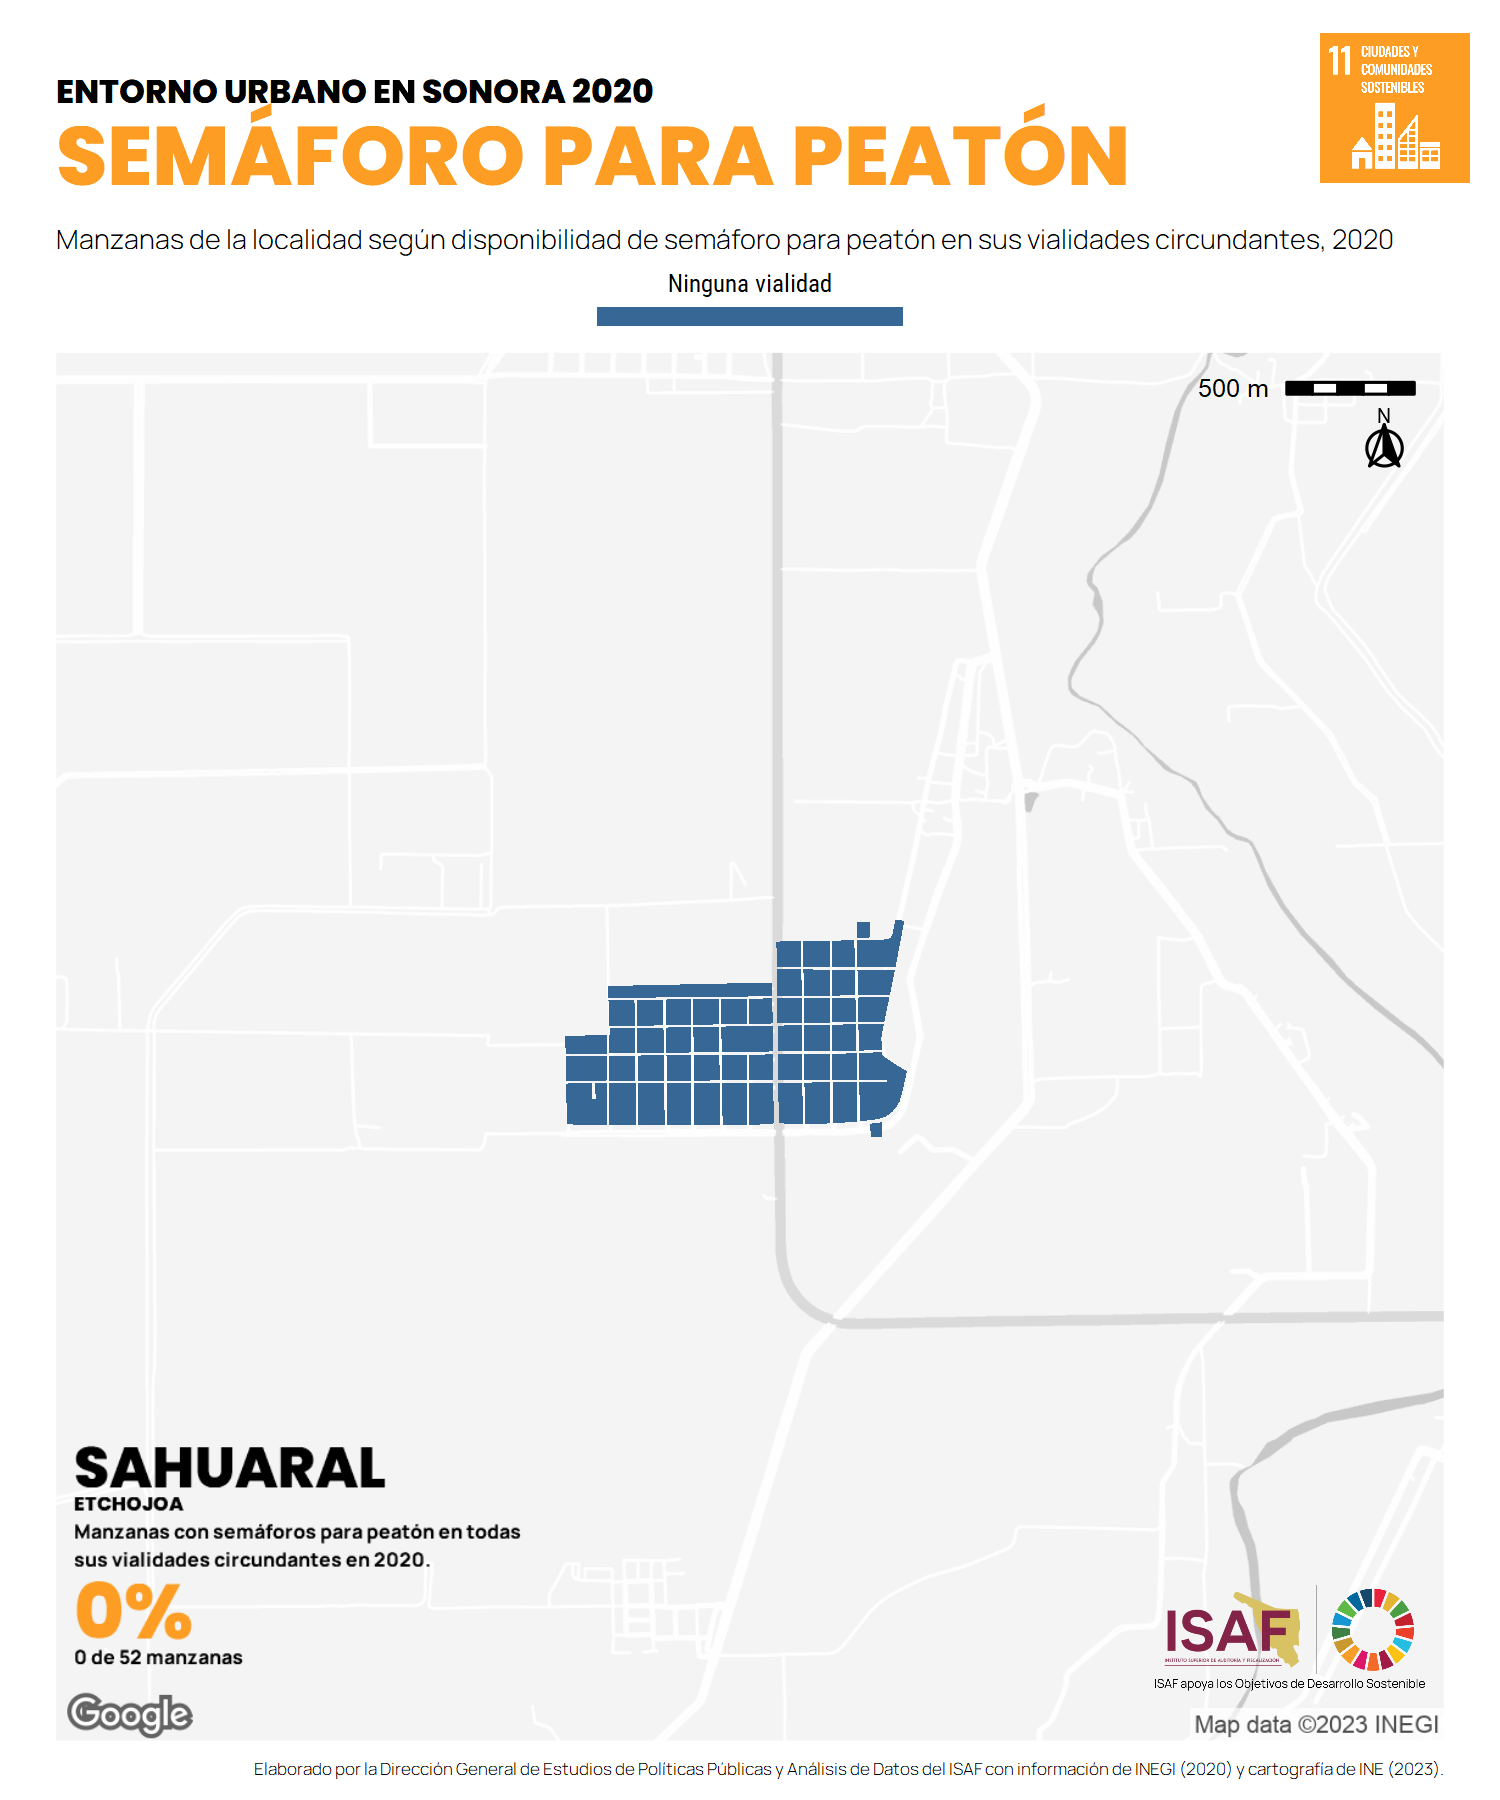 ENTORNO URBANO EN SONORA 2020
SEMÁFORO PARA PEATÓN
11 CIUDADES Y
COMUNIDADES
SOSTENIBLES
Manzanas de la localidad según disponibilidad de semáforo para peatón en sus vialidades circundantes, 2020
Ninguna vialidad
500 m
N
SAHUARAL
ETCHOJOA
Manzanas con semáforos para peatón en todas
sus vialidades circundantes en 2020.
0%
0 de 52 manzanas
Google
ISAF
INSTITUTO SUPERIOR DE AUDITORÍA Y FISCALIZACIÓN
ISAF apoya los Objetivos de Desarrollo Sostenible
Map data ©2023 INEGI
Elaborado por la Dirección General de Estudios de Políticas Públicas y Análisis de Datos del ISAF con información de INEGI (2020) y cartografía de INE (2023).